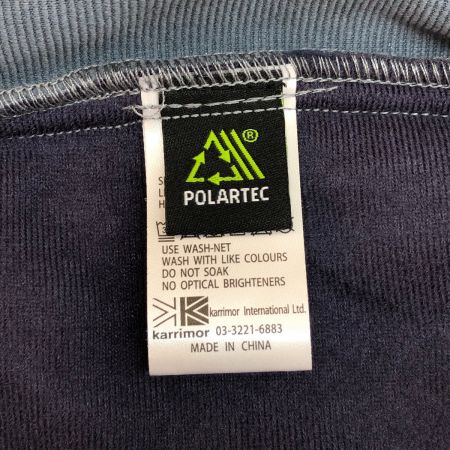 ®
POLARTEC
USE WASH-NET
WASH WITH LIKE COLOURS
DO NOT SOAK
NO OPTICAL BRIGHTENERS
karrimor International Ltd.
karrimor 03-3221-6883
MADE IN CHINA